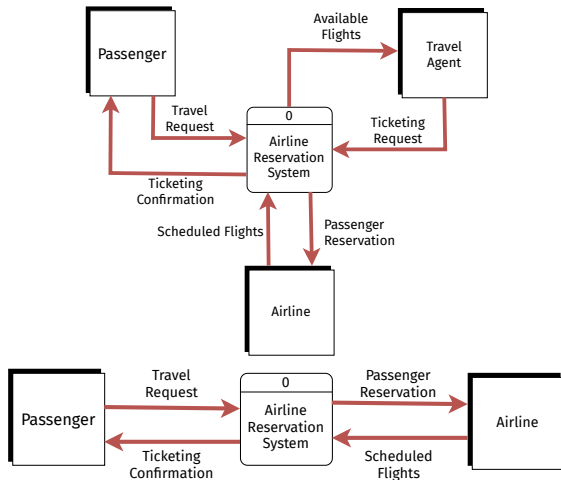 Available
Flights
Passenger
Travel
Agent
Travel
Request
0
Airline
Reservation
System
Ticketing
Request
Ticketing
Confirmation
Scheduled Flights
Passenger
Reservation
Airline
Travel
Request
0
Passenger
Reservation
Passenger
Airline
Reservation
System
Airline
Ticketing
Confirmation
Scheduled
Flights